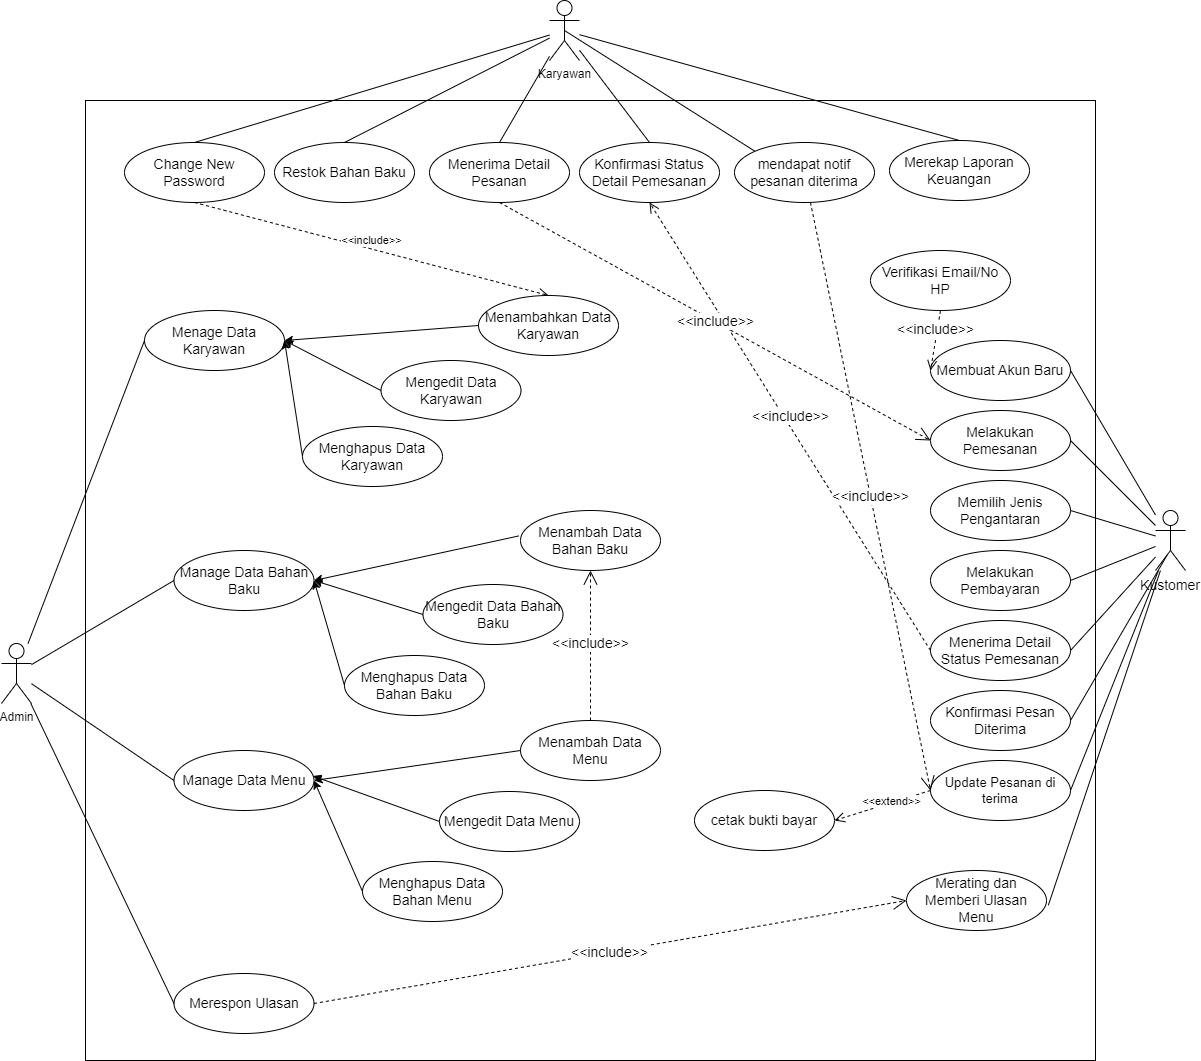 Karyawan
Change New
Password
Restok Bahan Baku
Menerima Detail
Pesanan
Konfirmasi Status
Detail Pemesanan
mendapat notif
pesanan diterima
Merekap Laporan
Keuangan
<<include>>
Verifikasi Email/No
HP
Menage Data
Karyawan
Menambahkan Data
Karyawan
<<include>>
<<include>>
Membuat Akun Baru
Mengedit Data
Karyawan
<<include>>
Melakukan
Pemesanan
Menghapus Data
Karyawan
<<include>>
Memilih Jenis
Pengantaran
Menambah Data
Bahan Baku
Manage Data Bahan
Baku
Melakukan
Pembayaran
Kustomer
Mengedit Data Bahan
Baku
<<include>>
Menerima Detail
Status Pemesanan
Menghapus Data
Bahan Baku
Admin
Konfirmasi Pesan
Diterima
Menambah Data
Menu
Manage Data Menu
Update Pesanan di
terima
<<extend>>
cetak bukti bayar
Mengedit Data Menu
Menghapus Data
Bahan Menu
Merating dan
Memberi Ulasan
Menu
<<include>>
Merespon Ulasan